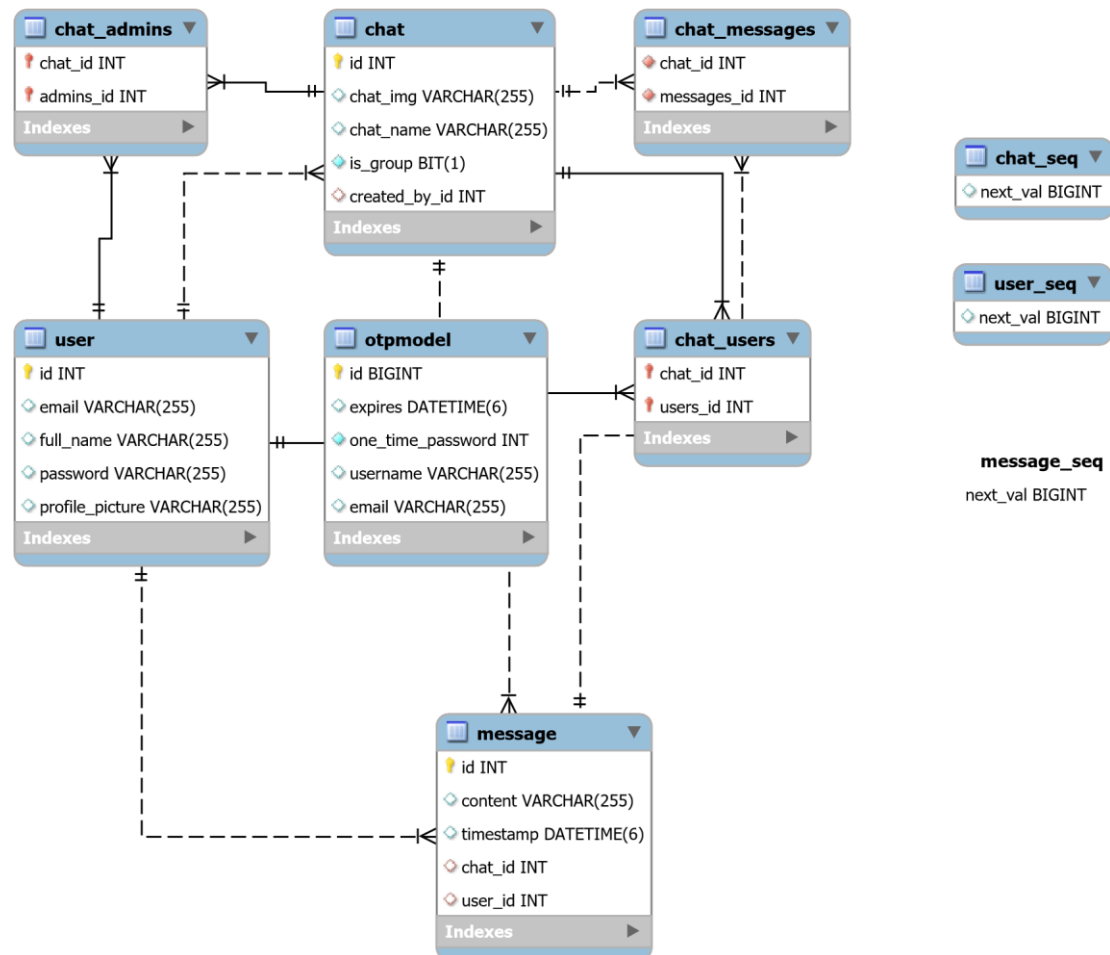 chat_admins
chat_id INT
admins_id INT
Indexes
chat
id INT
chat_img VARCHAR(255)
chat_name VARCHAR(255)
is_group BIT(1)
created_by_id INT
Indexes
chat_messages
chat_id INT
messages_id INT
Indexes
chat_seq
next_val BIGINT
user_seq
next_val BIGINT
user
id INT
email VARCHAR(255)
full_name VARCHAR(255)
password VARCHAR(255)
profile_picture VARCHAR(255)
Indexes
otpmodel
id BIGINT
expires DATETIME(6)
one_time_password INT
username VARCHAR(255)
email VARCHAR(255)
Indexes
chat_users
chat_id INT
users_id INT
Indexes
message_seq
next_val BIGINT
message
id INT
content VARCHAR(255)
timestamp DATETIME(6)
chat_id INT
user_id INT
Indexes